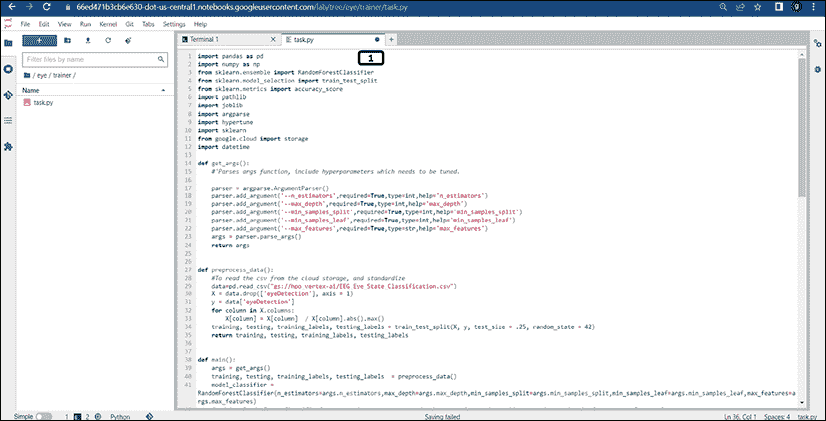 66ed471b3cb6e630-dot-us-central1.notebooks.googleusercontent.com/lab/tree/eye/trainer/task.py
File Edit View Run Kernel Git Tabs Settings Help
Terminal 1
task.py
1
Filter files by name
/ eye / trainer /
Name
task.py
1 import pandas as pd
2 import numpy as np
3 from sklearn.ensemble import RandomForestClassifier
4 from sklearn.model_selection import train_test_split
5 from sklearn.metrics import accuracy_score
6 import pathlib
7 import joblib
8 import argparse
9 import hypertune
10 import sklearn
11 from google.cloud import storage
12 import datetime
13
14 def get_args():
15 #'Parses args function, include hyperparameters which needs to be tuned.
16
17 parser = argparse.ArgumentParser()
18 parser.add_argument('--n_estimators',required=True,type=int,help="n_estimators")
19 parser.add_argument('--max_depth',required=True,type=int,help="max_depth")
20 parser.add_argument('--min_samples_split',required=True,type=int,help='min_samples_split')
21 parser.add_argument('--min_samples_leaf',required=True,type=int,help='min_samples_leaf')
22 parser.add_argument('--max_features',required=True,type=str,help="max_features")
23 args = parser.parse_args()
24 return args
25
26
27 def preprocess_data():
28 #To read the csv from the cloud storage, and standardize
29 data=pd.read_csv("gs://hpo_vertex-ai/EEG Eye State Classification.csv")
30 X = data.drop(['eyeDetection'], axis = 1)
31 y = data['eyeDetection']
32 for column in X.columns:
33 X[column] = X[column] / X[column].abs().max()
34 training, testing, training_labels, testing_labels = train_test_split(X, y, test_size = .25, random_state = 42)
35 return training, testing, training_labels, testing_labels
36
37
38 def main():
39 args = get_args()
40 training, testing, training_labels, testing_labels = preprocess_data()
41 model_classifier =
RandomForestClassifier(n_estimators=args.n_estimators,max_depth=args.max_depth,min_samples_split=args.min_samples_split,min_samples_leaf=args.min_samples_leaf,max_features=a
rgs.max_features)
Simple 1 2 Python Saving failed Ln 36, Col 1 Spaces: 4 task.py